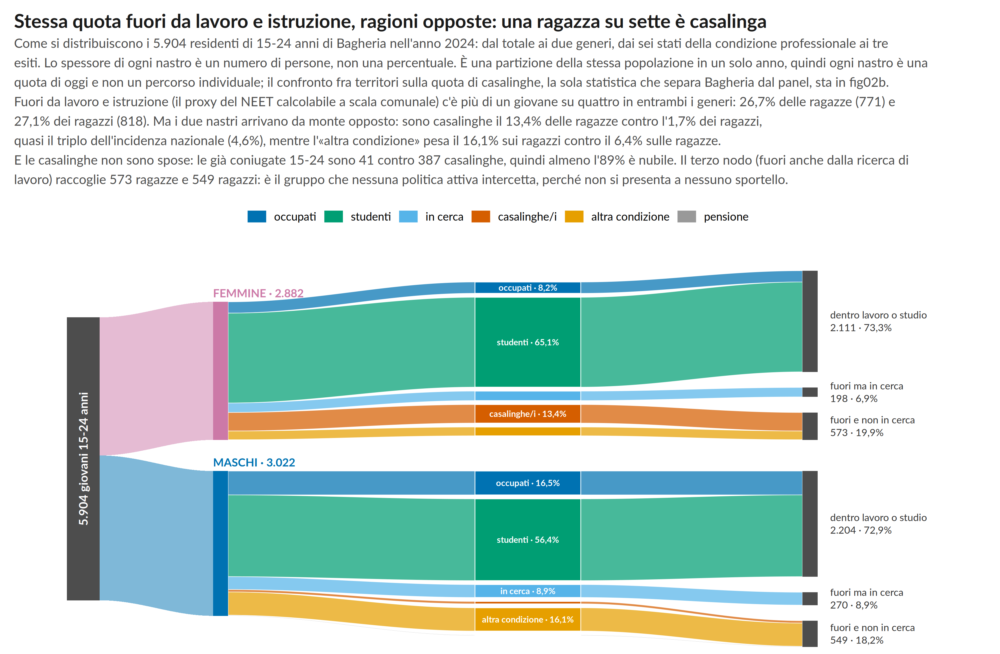 Stessa quota fuori da lavoro e istruzione, ragioni opposte: una ragazza su sette è casalinga
Come si distribuiscono i 5.904 residenti di 15-24 anni di Bagheria nell'anno 2024: dal totale ai due generi, dai sei stati della condizione professionale ai tre
esiti. Lo spessore di ogni nastro è un numero di persone, non una percentuale. È una partizione della stessa popolazione in un solo anno, quindi ogni nastro è una
quota di oggi e non un percorso individuale; il confronto fra territori sulla quota di casalinghe, la sola statistica che separa Bagheria dal panel, sta in fig02b.
Fuori da lavoro e istruzione (il proxy del NEET calcolabile a scala comunale) c'è più di un giovane su quattro in entrambi i generi: 26,7% delle ragazze (771) e
27,1% dei ragazzi (818). Ma i due nastri arrivano da monte opposto: sono casalinghe il 13,4% delle ragazze contro l'1,7% dei ragazzi,
quasi il triplo dell'incidenza nazionale (4,6%), mentre l'«altra condizione» pesa il 16,1% sui ragazzi contro il 6,4% sulle ragazze.
E le casalinghe non sono spose: le già coniugate 15-24 sono 41 contro 387 casalinghe, quindi almeno l'89% è nubile. Il terzo nodo (fuori anche dalla ricerca di
lavoro) raccoglie 573 ragazze e 549 ragazzi: è il gruppo che nessuna politica attiva intercetta, perché non si presenta a nessuno sportello.
occupati studenti in cerca casalinghe/i altra condizione pensione
5.904 giovani 15-24 anni
FEMMINE · 2.882
occupati · 8,2%
studenti · 65,1%
casalinghe/i · 13,4%
dentro lavoro o studio
2.111 · 73,3%
fuori ma in cerca
198 · 6,9%
fuori e non in cerca
573 · 19,9%
MASCHI · 3.022
occupati · 16,5%
studenti · 56,4%
in cerca · 8,9%
altra condizione · 16,1%
dentro lavoro o studio
2.204 · 72,9%
fuori ma in cerca
270 · 8,9%
fuori e non in cerca
549 · 18,2%